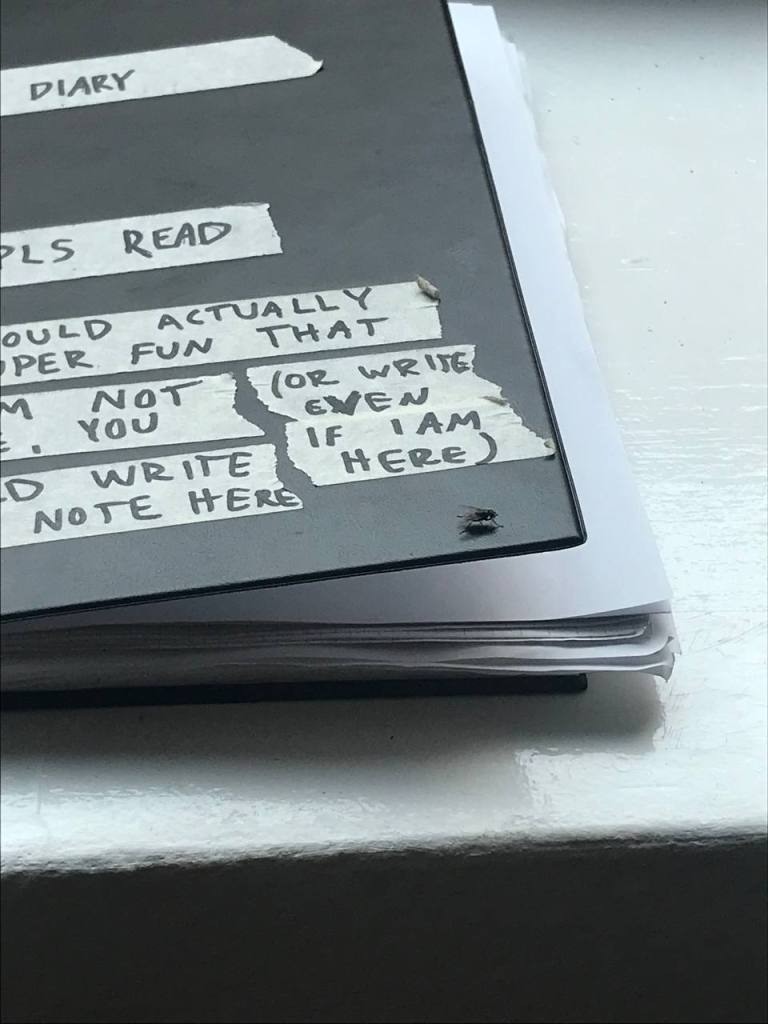 DIARY
PLS READ
OULD ACTUALLY
PER FUN THAT
M NOT
E, YOU
D WRITE
NOTE HERE
(OR WRITE
EVEN
IF I AM
HERE)